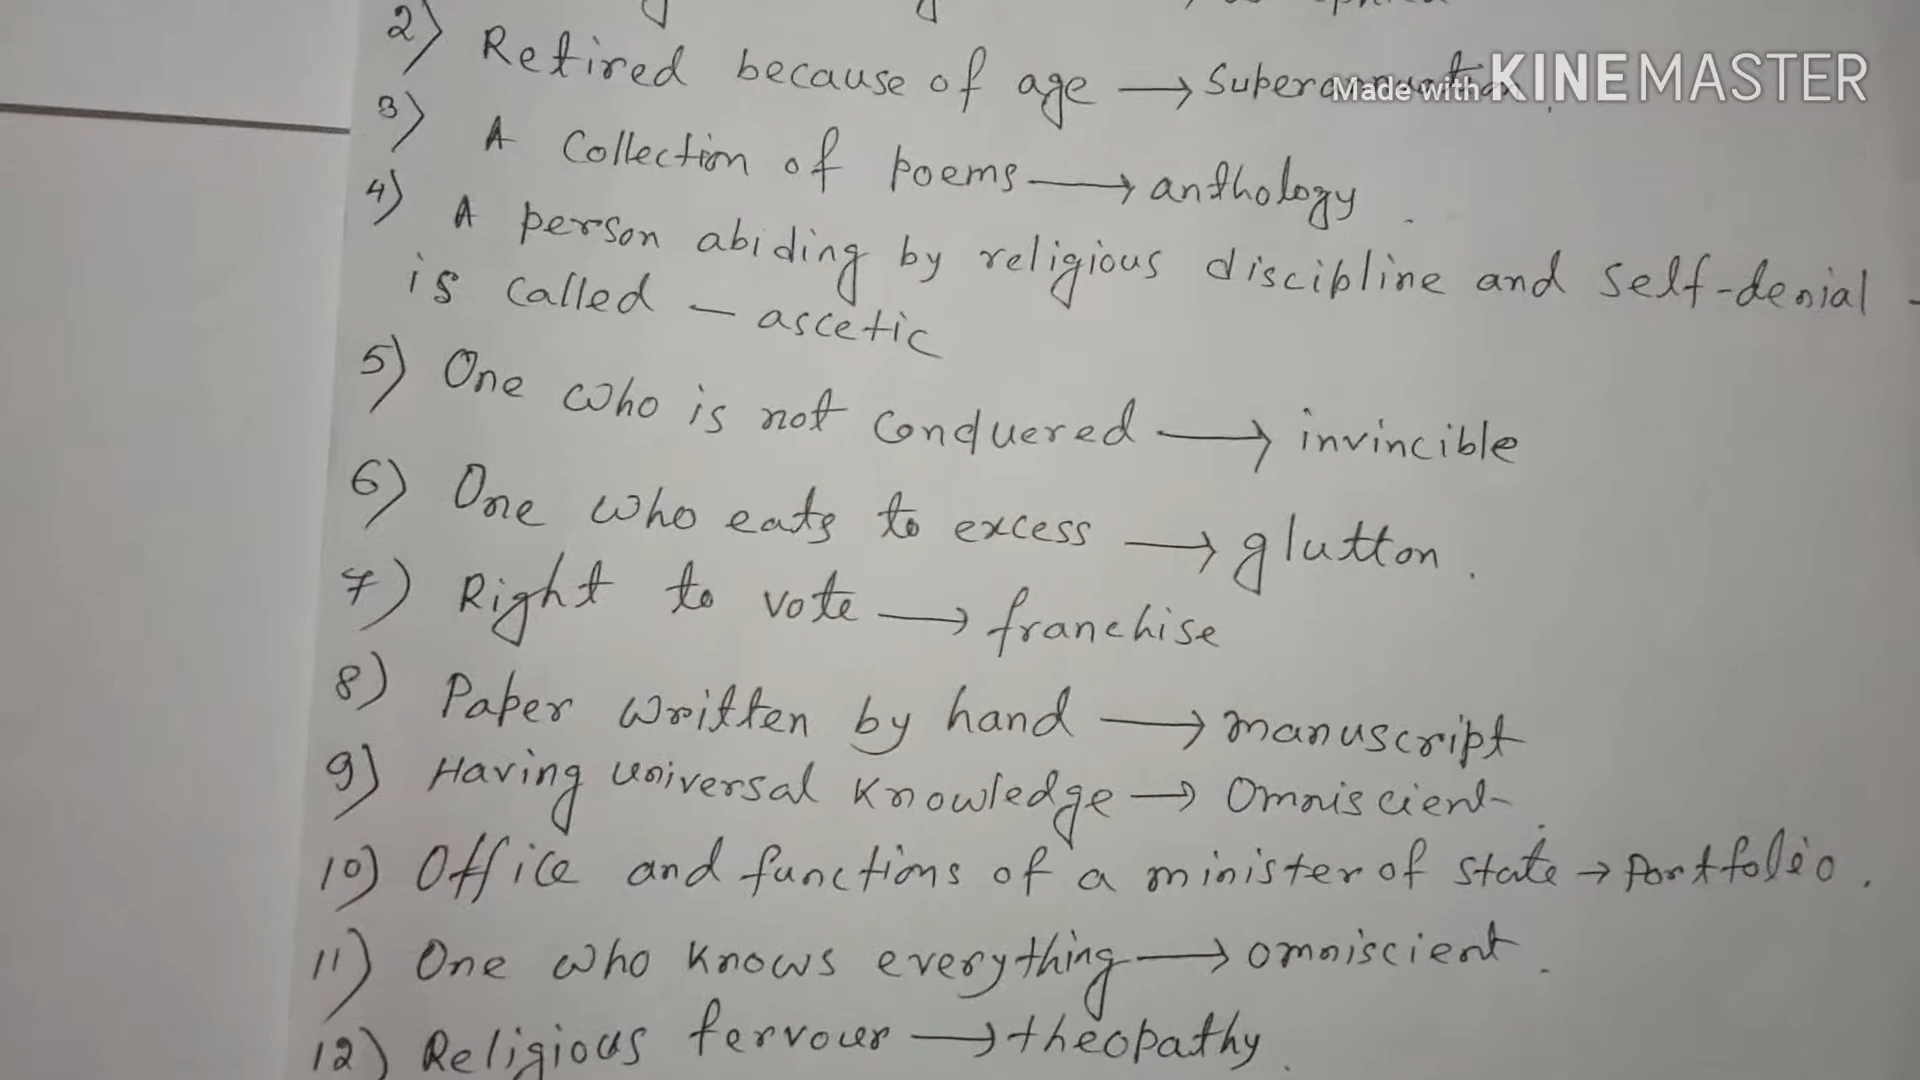 2) Retired because of age → Superannuation.
Made with KINEMASTER
3) A Collection of poems → anthology.
4) A person abiding by religious discipline and self-denial -
is called – ascetic
5) One who is not conquered → invincible
6) One who eats to excess → glutton.
7) Right to vote → franchise
8) Paper written by hand → manuscript
9) Having universal knowledge → Omniscient.
10) Office and functions of a minister of state → Portfolio.
11) One who knows everything → omniscient.
12) Religious fervour → theopathy.